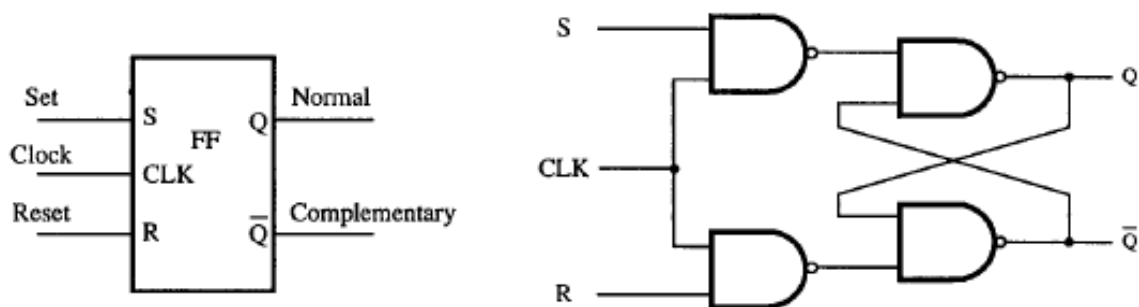 Set
S
Q
Normal
FF
Clock
CLK
Reset
R
Q̅
Complementary
S
CLK
R
Q
Q̅